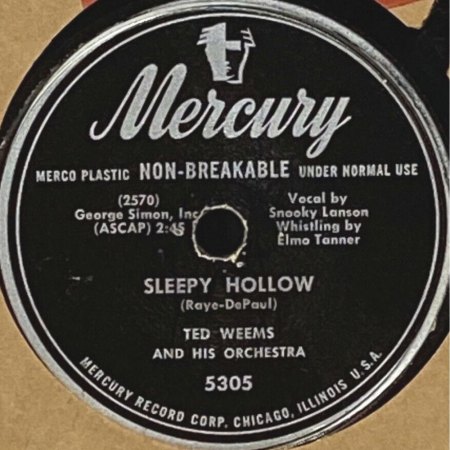 Mercury
MERCO PLASTIC NON-BREAKABLE UNDER NORMAL USE
(2570)
George Simon, Inc
(ASCAP) 2:45
Vocal by
Snooky Lanson
Whistling by
Elmo Tanner
SLEEPY HOLLOW
(Raye-DePaul)
TED WEEMS
AND HIS ORCHESTRA
5305
MERCURY RECORD CORP. CHICAGO, ILLINOIS U.S.A.